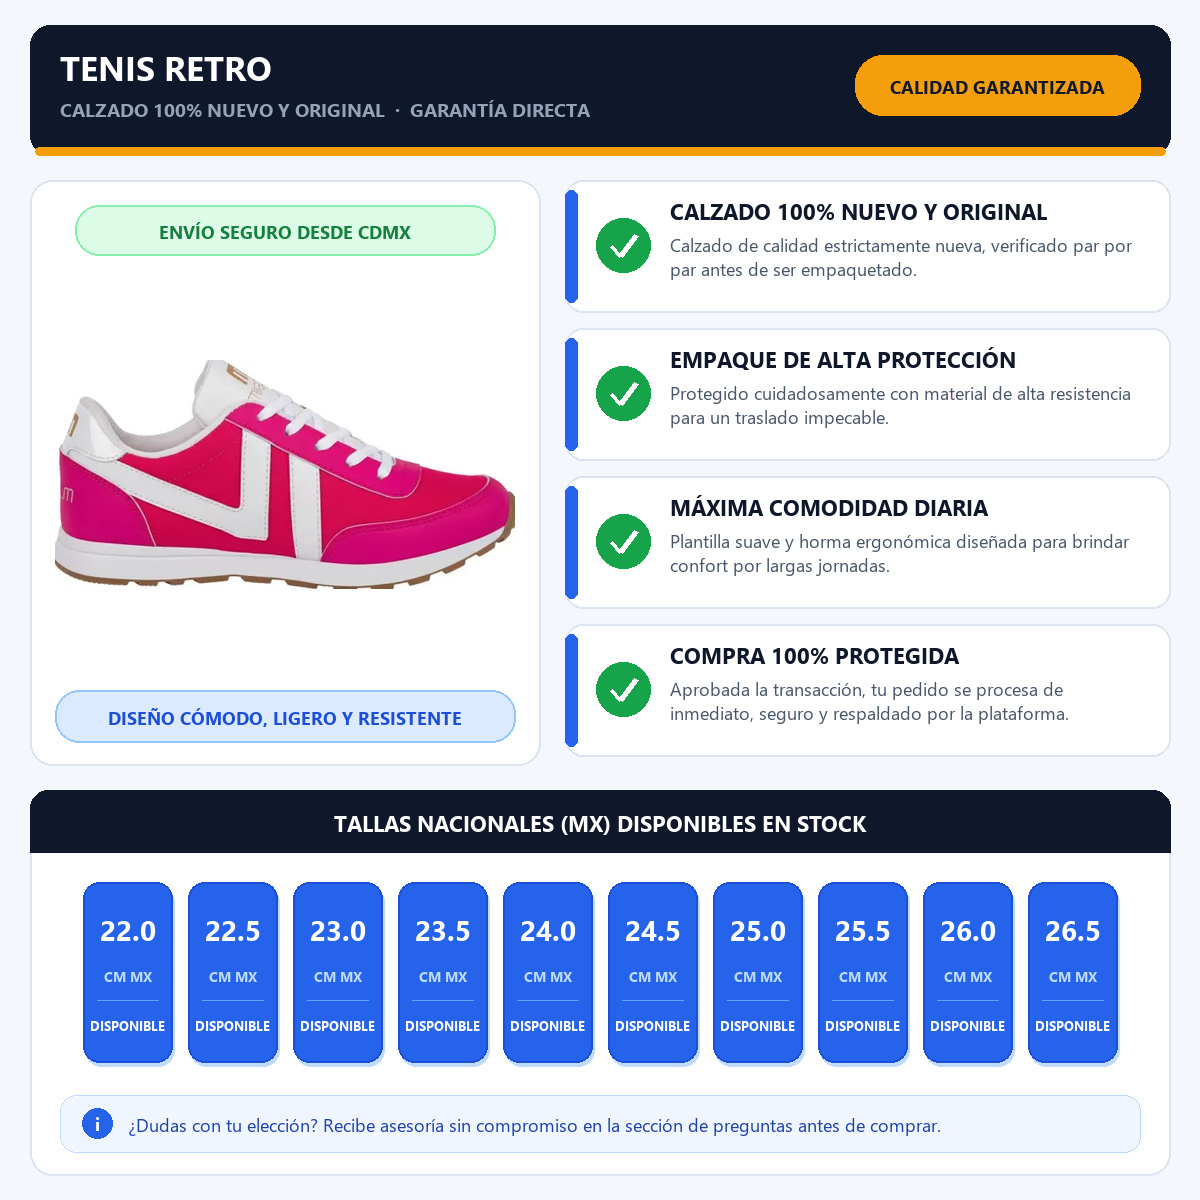 TENIS RETRO
CALZADO 100% NUEVO Y ORIGINAL · GARANTÍA DIRECTA
CALIDAD GARANTIZADA
ENVÍO SEGURO DESDE CDMX
DISEÑO CÓMODO, LIGERO Y RESISTENTE
CALZADO 100% NUEVO Y ORIGINAL
Calzado de calidad estrictamente nueva, verificado par por
par antes de ser empaquetado.
EMPAQUE DE ALTA PROTECCIÓN
Protegido cuidadosamente con material de alta resistencia
para un traslado impecable.
MÁXIMA COMODIDAD DIARIA
Plantilla suave y horma ergonómica diseñada para brindar
confort por largas jornadas.
COMPRA 100% PROTEGIDA
Aprobada la transacción, tu pedido se procesa de
inmediato, seguro y respaldado por la plataforma.
TALLAS NACIONALES (MX) DISPONIBLES EN STOCK
22.0 22.5 23.0 23.5 24.0 24.5 25.0 25.5 26.0 26.5
CM MX CM MX CM MX CM MX CM MX CM MX CM MX CM MX CM MX CM MX
DISPONIBLE DISPONIBLE DISPONIBLE DISPONIBLE DISPONIBLE DISPONIBLE DISPONIBLE DISPONIBLE DISPONIBLE DISPONIBLE
¿Dudas con tu elección? Recibe asesoría sin compromiso en la sección de preguntas antes de comprar.